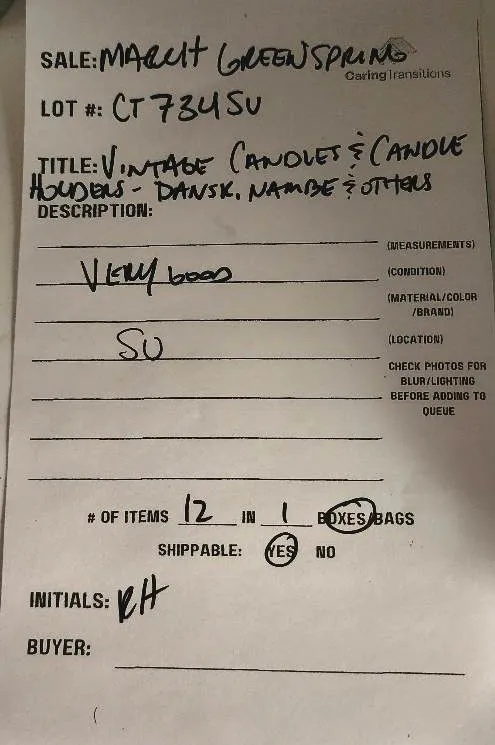 SALE: MARCH GREENSPRING
CaringTransitions
LOT #: CT734SU
TITLE: VINTAGE CANDLES & CANDLE
HOLDERS - DANSK, NAMBE & OTHERS
DESCRIPTION:
(MEASUREMENTS)
VERY GOOD (CONDITION)
(MATERIAL/COLOR
/BRAND)
SU (LOCATION)
CHECK PHOTOS FOR
BLUR/LIGHTING
BEFORE ADDING TO
QUEUE
# OF ITEMS 12 IN 1 BOXES/BAGS
SHIPPABLE: YES NO
INITIALS: RH
BUYER: